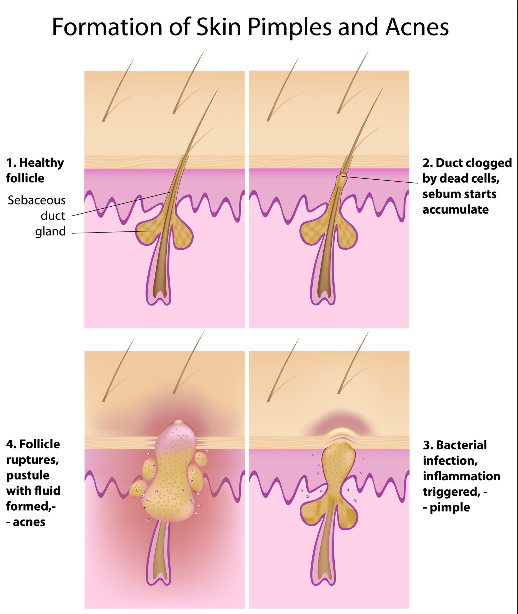 Formation of Skin Pimples and Acnes
1. Healthy
follicle
Sebaceous
duct
gland
2. Duct clogged
by dead cells,
sebum starts
accumulate
3. Bacterial
infection,
inflammation
triggered, -
- pimple
4. Follicle
ruptures,
pustule
with fluid
formed,-
- acnes